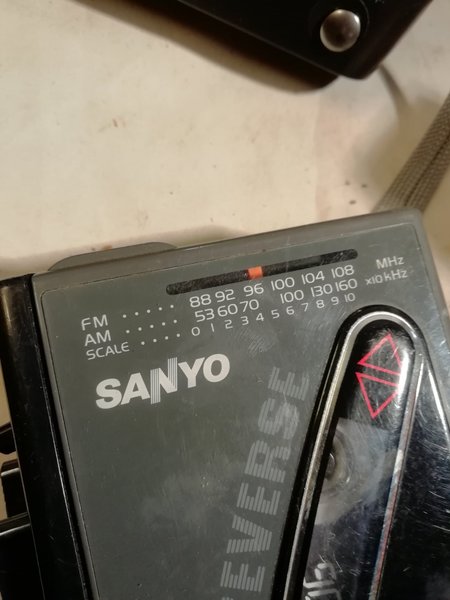 FM ..... 88 92 96 100 104 108 MHz
AM ..... 53 60 70 100 130 160 x10 kHz
SCALE .... 0 1 2 3 4 5 6 7 8 9 10
SANYO
EVERSE